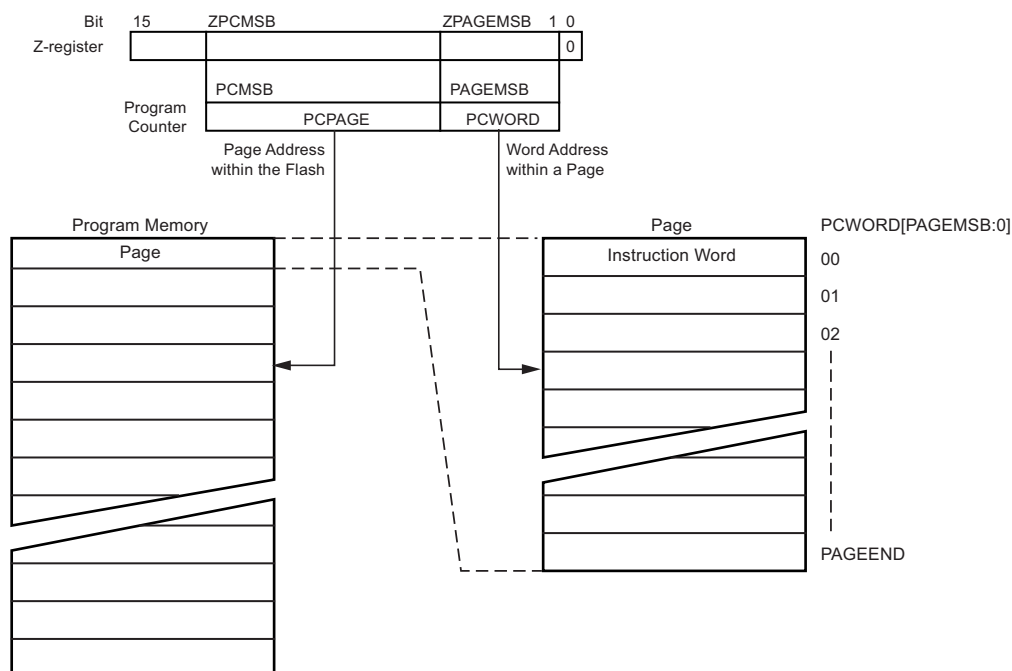 Bit 15 ZPCMSB ZPAGEMSB 1 0
Z-register 0
PCMSB PAGEMSB
Program
Counter
PCPAGE PCWORD
Page Address
within the Flash
Word Address
within a Page
Program Memory
Page
Page
Instruction Word
PCWORD[PAGEMSB:0]
00
01
02
PAGEEND